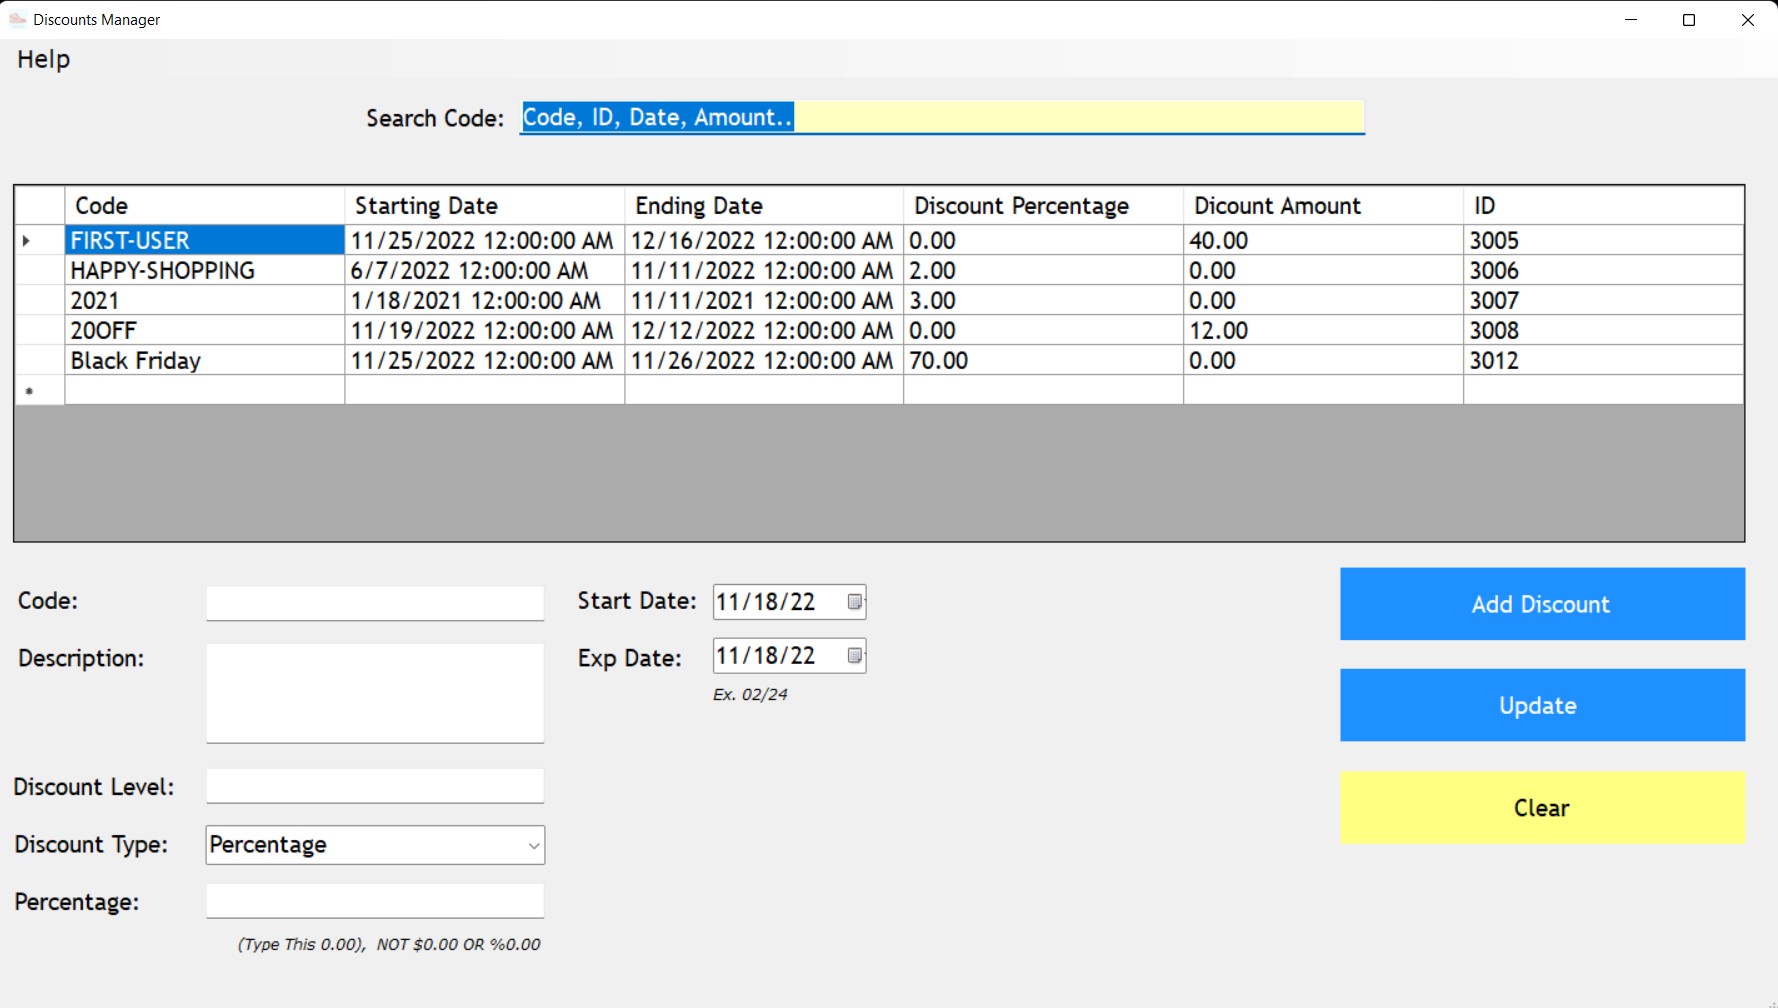 Discounts Manager
Help
Search Code: Code, ID, Date, Amount..
Code Starting Date Ending Date Discount Percentage Dicount Amount ID
FIRST-USER 11/25/2022 12:00:00 AM 12/16/2022 12:00:00 AM 0.00 40.00 3005
HAPPY-SHOPPING 6/7/2022 12:00:00 AM 11/11/2022 12:00:00 AM 2.00 0.00 3006
2021 1/18/2021 12:00:00 AM 11/11/2021 12:00:00 AM 3.00 0.00 3007
20OFF 11/19/2022 12:00:00 AM 12/12/2022 12:00:00 AM 0.00 12.00 3008
Black Friday 11/25/2022 12:00:00 AM 11/26/2022 12:00:00 AM 70.00 0.00 3012
Code: Start Date: 11/18/22 Add Discount
Description: Exp Date: 11/18/22
Ex. 02/24
Update
Discount Level: Clear
Discount Type: Percentage
Percentage:
(Type This 0.00), NOT $0.00 OR %0.00